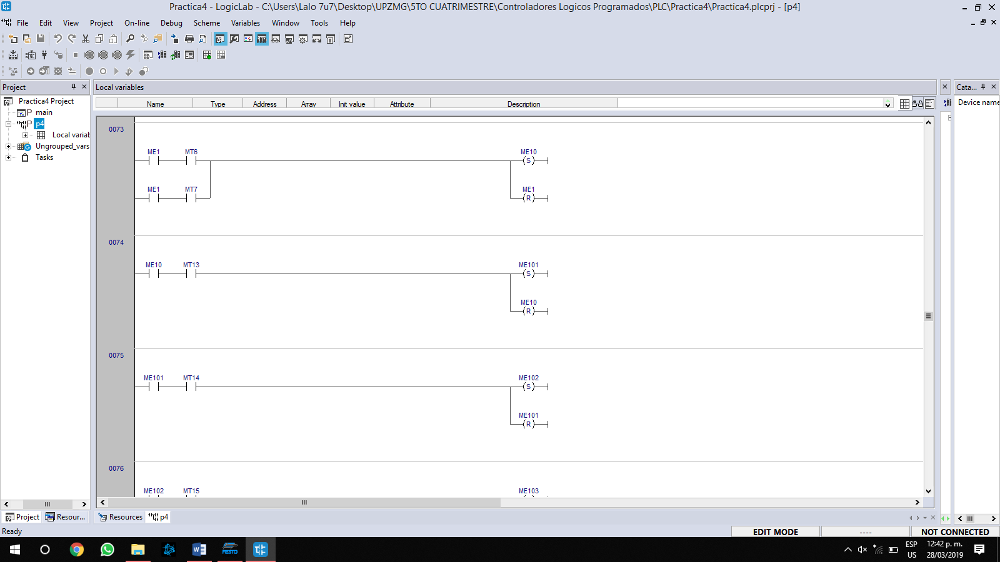 Practica4 - LogicLab - C:\Users\Lalo 7u7\Desktop\UPZMG\5TO CUATRIMESTRE\Controladores Logicos Programados\PLC\Practica4\Practica4.plcprj - [p4]
File Edit View Project On-line Debug Scheme Variables Window Tools Help
Project
Local variables
Cata...
Name Type Address Array Init value Attribute Description
Device name
Practica4 Project
main
p4
Local variab
Ungrouped_vars
Tasks
0073
ME1 MT6 ME10
S
ME1 MT7 ME1
R
0074
ME10 MT13 ME101
S
ME10
R
0075
ME101 MT14 ME102
S
ME101
R
0076
ME102 MT15 ME103
Project Resour... Resources p4
Ready
EDIT MODE ---- NOT CONNECTED
FESTO
ESP 12:42 p. m.
US 28/03/2019